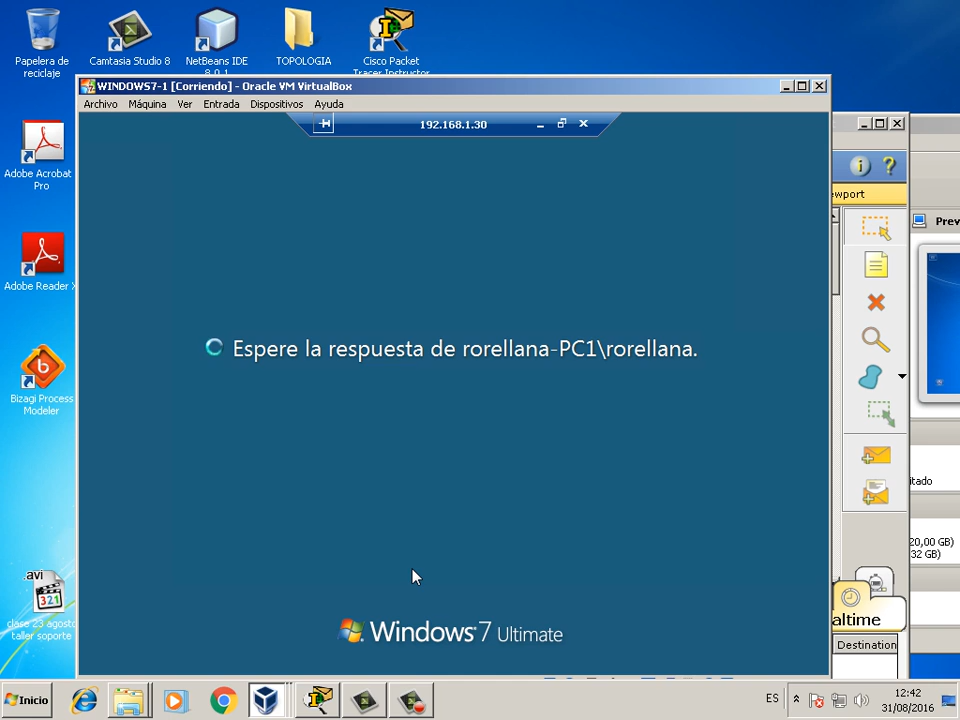 Papelera de
reciclaje
Camtasia Studio 8
NetBeans IDE
8.0.1
TOPOLOGIA
Cisco Packet
Tracer Instructor
WINDOWS7-1 [Corriendo] - Oracle VM VirtualBox
Archivo Máquina Ver Entrada Dispositivos Ayuda
192.168.1.30
Adobe Acrobat
Pro
ewport
Prev
Adobe Reader X
Espere la respuesta de rorellana-PC1\rorellana.
Bizagi Process
Modeler
itado
20,00 GB)
32 GB)
.avi
321
clase 23 agosto
taller soporte
Windows 7 Ultimate
altime
Destination
Inicio
ES
12:42
31/08/2016